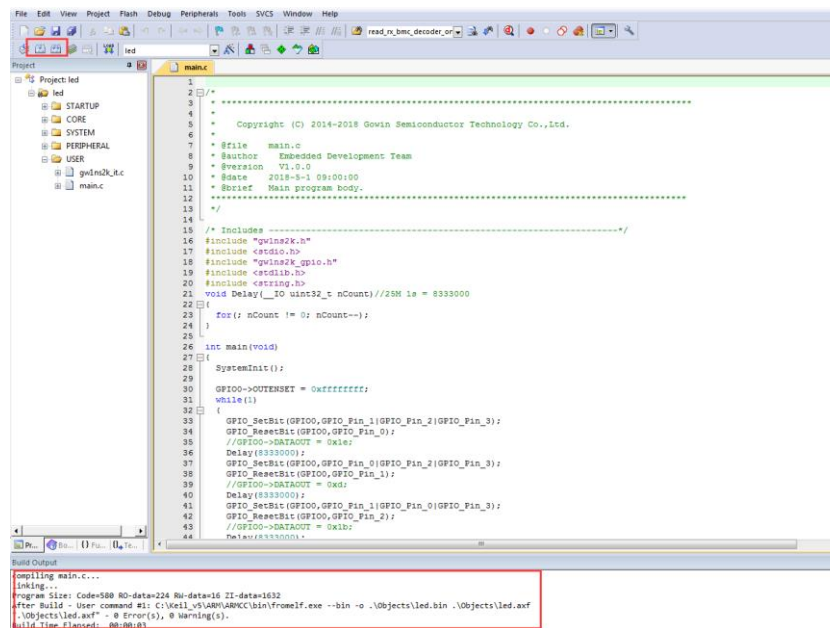 File Edit View Project Flash Debug Peripherals Tools SVCS Window Help
read_rx_bmc_decoder_or
led
Project
main.c
Project: led
led
STARTUP
CORE
SYSTEM
PERIPHERAL
USER
gw1ns2k_it.c
main.c
1
2 /*
3 * ******************************************************************************************
4 *
5 * Copyright (C) 2014-2018 Gowin Semiconductor Technology Co.,Ltd.
6 *
7 * @file main.c
8 * @author Embedded Development Team
9 * @version V1.0.0
10 * @date 2018-5-1 09:00:00
11 * @brief Main program body.
12 ******************************************************************************************
13 */
14
15 /* Includes ------------------------------------------------------------------*/
16 #include "gw1ns2k.h"
17 #include <stdio.h>
18 #include "gw1ns2k_gpio.h"
19 #include <stdlib.h>
20 #include <string.h>
21 void Delay(__IO uint32_t nCount)//25M 1s = 8333000
22 {
23 for(; nCount != 0; nCount--);
24 }
25
26 int main(void)
27 {
28 SystemInit();
29
30 GPIO0->OUTENSET = 0xffffffff;
31 while(1)
32 {
33 GPIO_SetBit(GPIO0,GPIO_Pin_1|GPIO_Pin_2|GPIO_Pin_3);
34 GPIO_ResetBit(GPIO0,GPIO_Pin_0);
35 //GPIO0->DATAOUT = 0x1e;
36 Delay(8333000);
37 GPIO_SetBit(GPIO0,GPIO_Pin_0|GPIO_Pin_2|GPIO_Pin_3);
38 GPIO_ResetBit(GPIO0,GPIO_Pin_1);
39 //GPIO0->DATAOUT = 0xd;
40 Delay(8333000);
41 GPIO_SetBit(GPIO0,GPIO_Pin_1|GPIO_Pin_0|GPIO_Pin_3);
42 GPIO_ResetBit(GPIO0,GPIO_Pin_2);
43 //GPIO0->DATAOUT = 0x1b;
44 Delay(8333000);
Pr... Bo... {} Fu... Te...
Build Output
compiling main.c...
linking...
Program Size: Code=580 RO-data=224 RW-data=16 ZI-data=1632
After Build - User command #1: C:\Keil_v5\ARM\ARMCC\bin\fromelf.exe --bin -o .\Objects\led.bin .\Objects\led.axf
".\Objects\led.axf" - 0 Error(s), 0 Warning(s).
Build Time Elapsed: 00:00:03